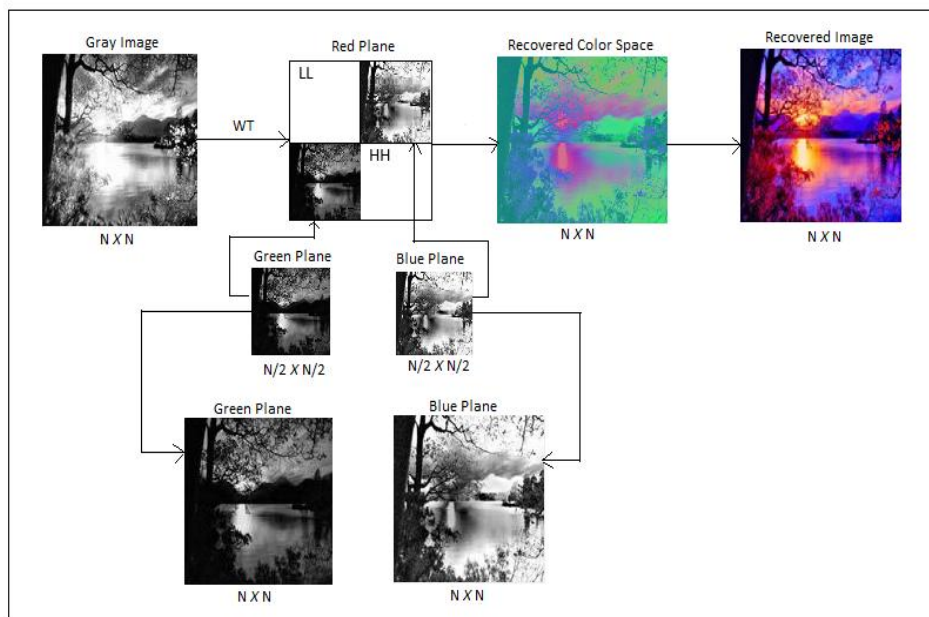 Gray Image
Red Plane
Recovered Color Space
Recovered Image
LL
WT
HH
N X N
N X N
N X N
Green Plane
Blue Plane
N/2 X N/2
N/2 X N/2
Green Plane
Blue Plane
N X N
N X N